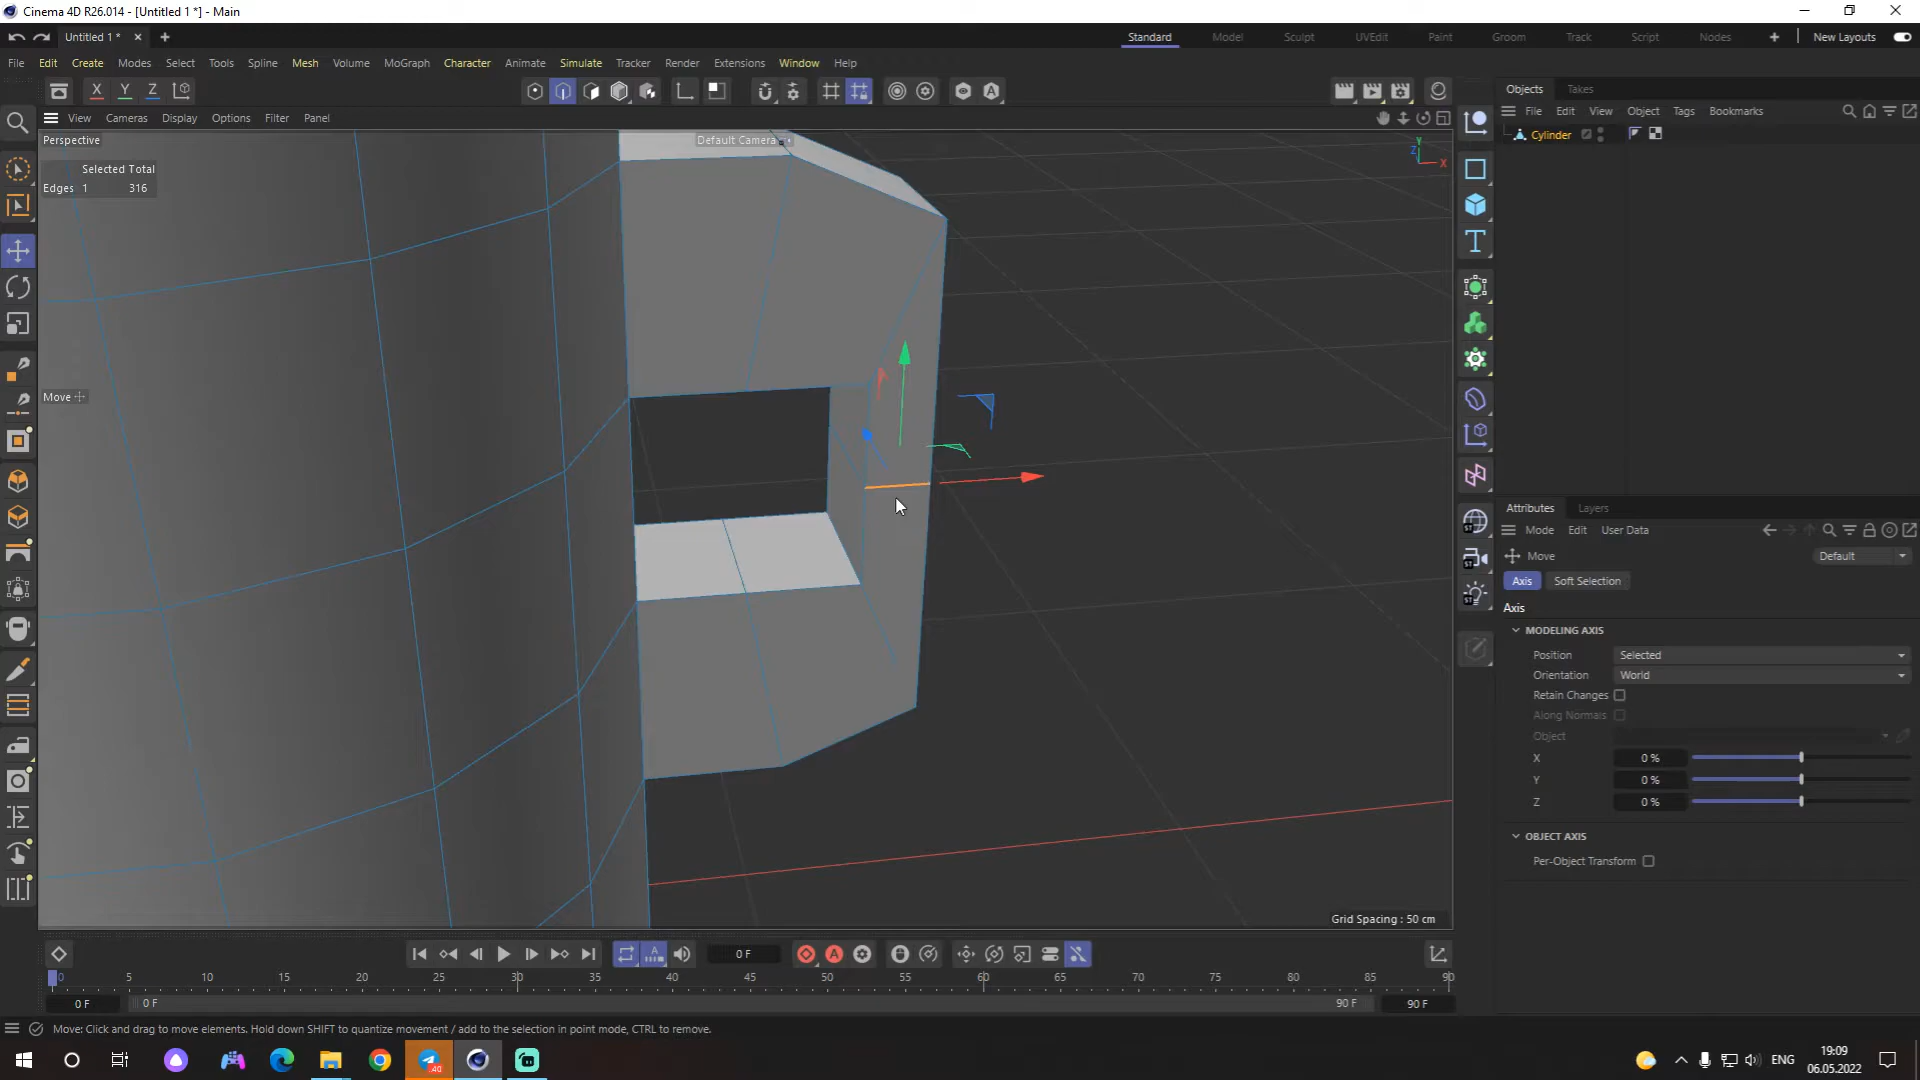 Cinema 4D R26.014 - [Untitled 1 *] - Main
Untitled 1 *
Standard Model Sculpt UVEdit Paint Groom Track Script Nodes New Layouts
File Edit Create Modes Select Tools Spline Mesh Volume MoGraph Character Animate Simulate Tracker Render Extensions Window Help
X Y Z
Objects Takes
View Cameras Display Options Filter Panel
File Edit View Object Tags Bookmarks
Perspective
Default Camera
Cylinder
Y
Z
X
Selected Total
Edges 1 316
Move
Attributes Layers
Mode Edit User Data
Move
Default
Axis Soft Selection
Axis
MODELING AXIS
Position Selected
Orientation World
Retain Changes
Along Normals
Object
X 0 %
Y 0 %
Z 0 %
OBJECT AXIS
Per-Object Transform
Grid Spacing : 50 cm
0 F
0 5 10 15 20 25 30 35 40 45 50 55 60 65 70 75 80 85 90
0 F 0 F 90 F 90 F
Move: Click and drag to move elements. Hold down SHIFT to quantize movement / add to the selection in point mode, CTRL to remove.
ENG
19:09
06.05.2022